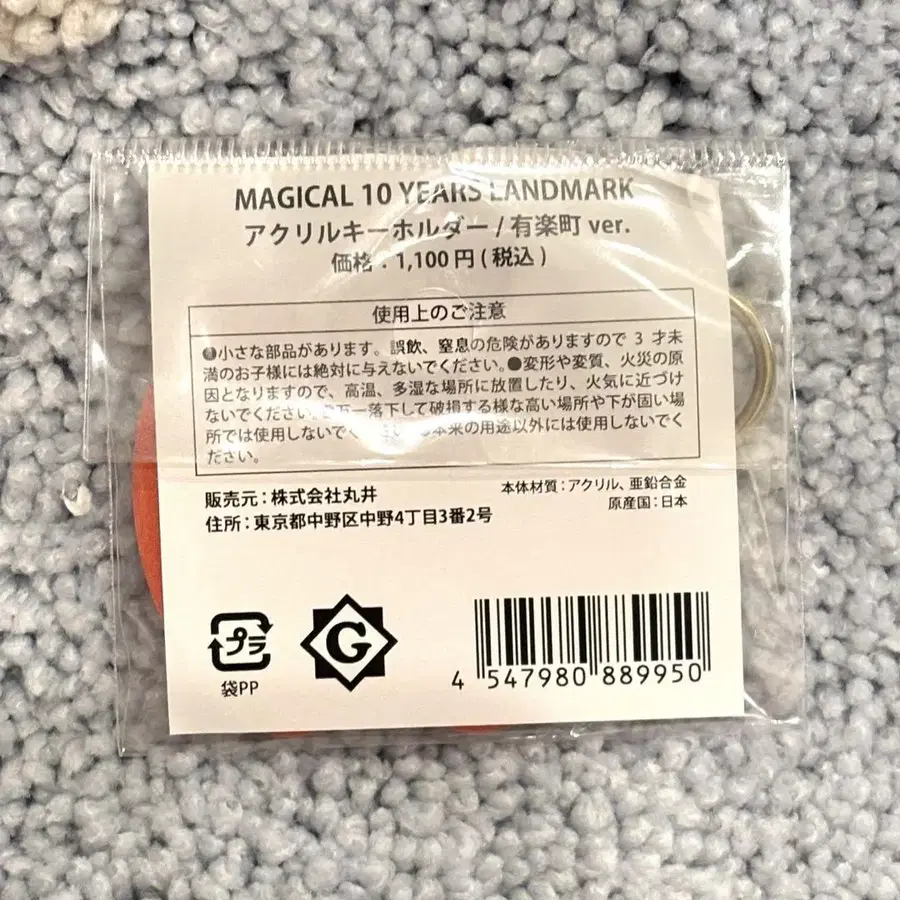 MAGICAL 10 YEARS LANDMARK
アクリルキーホルダー / 有楽町 ver.
価格：1,100 円 ( 税込 )
使用上のご注意
●小さな部品があります。誤飲、窒息の危険がありますので 3 才未
満のお子様には絶対に与えないでください。●変形や変質、火災の原
因となりますので、高温、多湿な場所に放置したり、火気に近づけ
ないでください。万一落下して破損する様な高い場所や下が固い場
所では使用しないでく 本来の用途以外には使用しないでく
ださい。
販売元：株式会社丸井
住所：東京都中野区中野4丁目3番2号
本体材質：アクリル、亜鉛合金
原産国：日本
プラ
袋PP
G
4 547980 889950